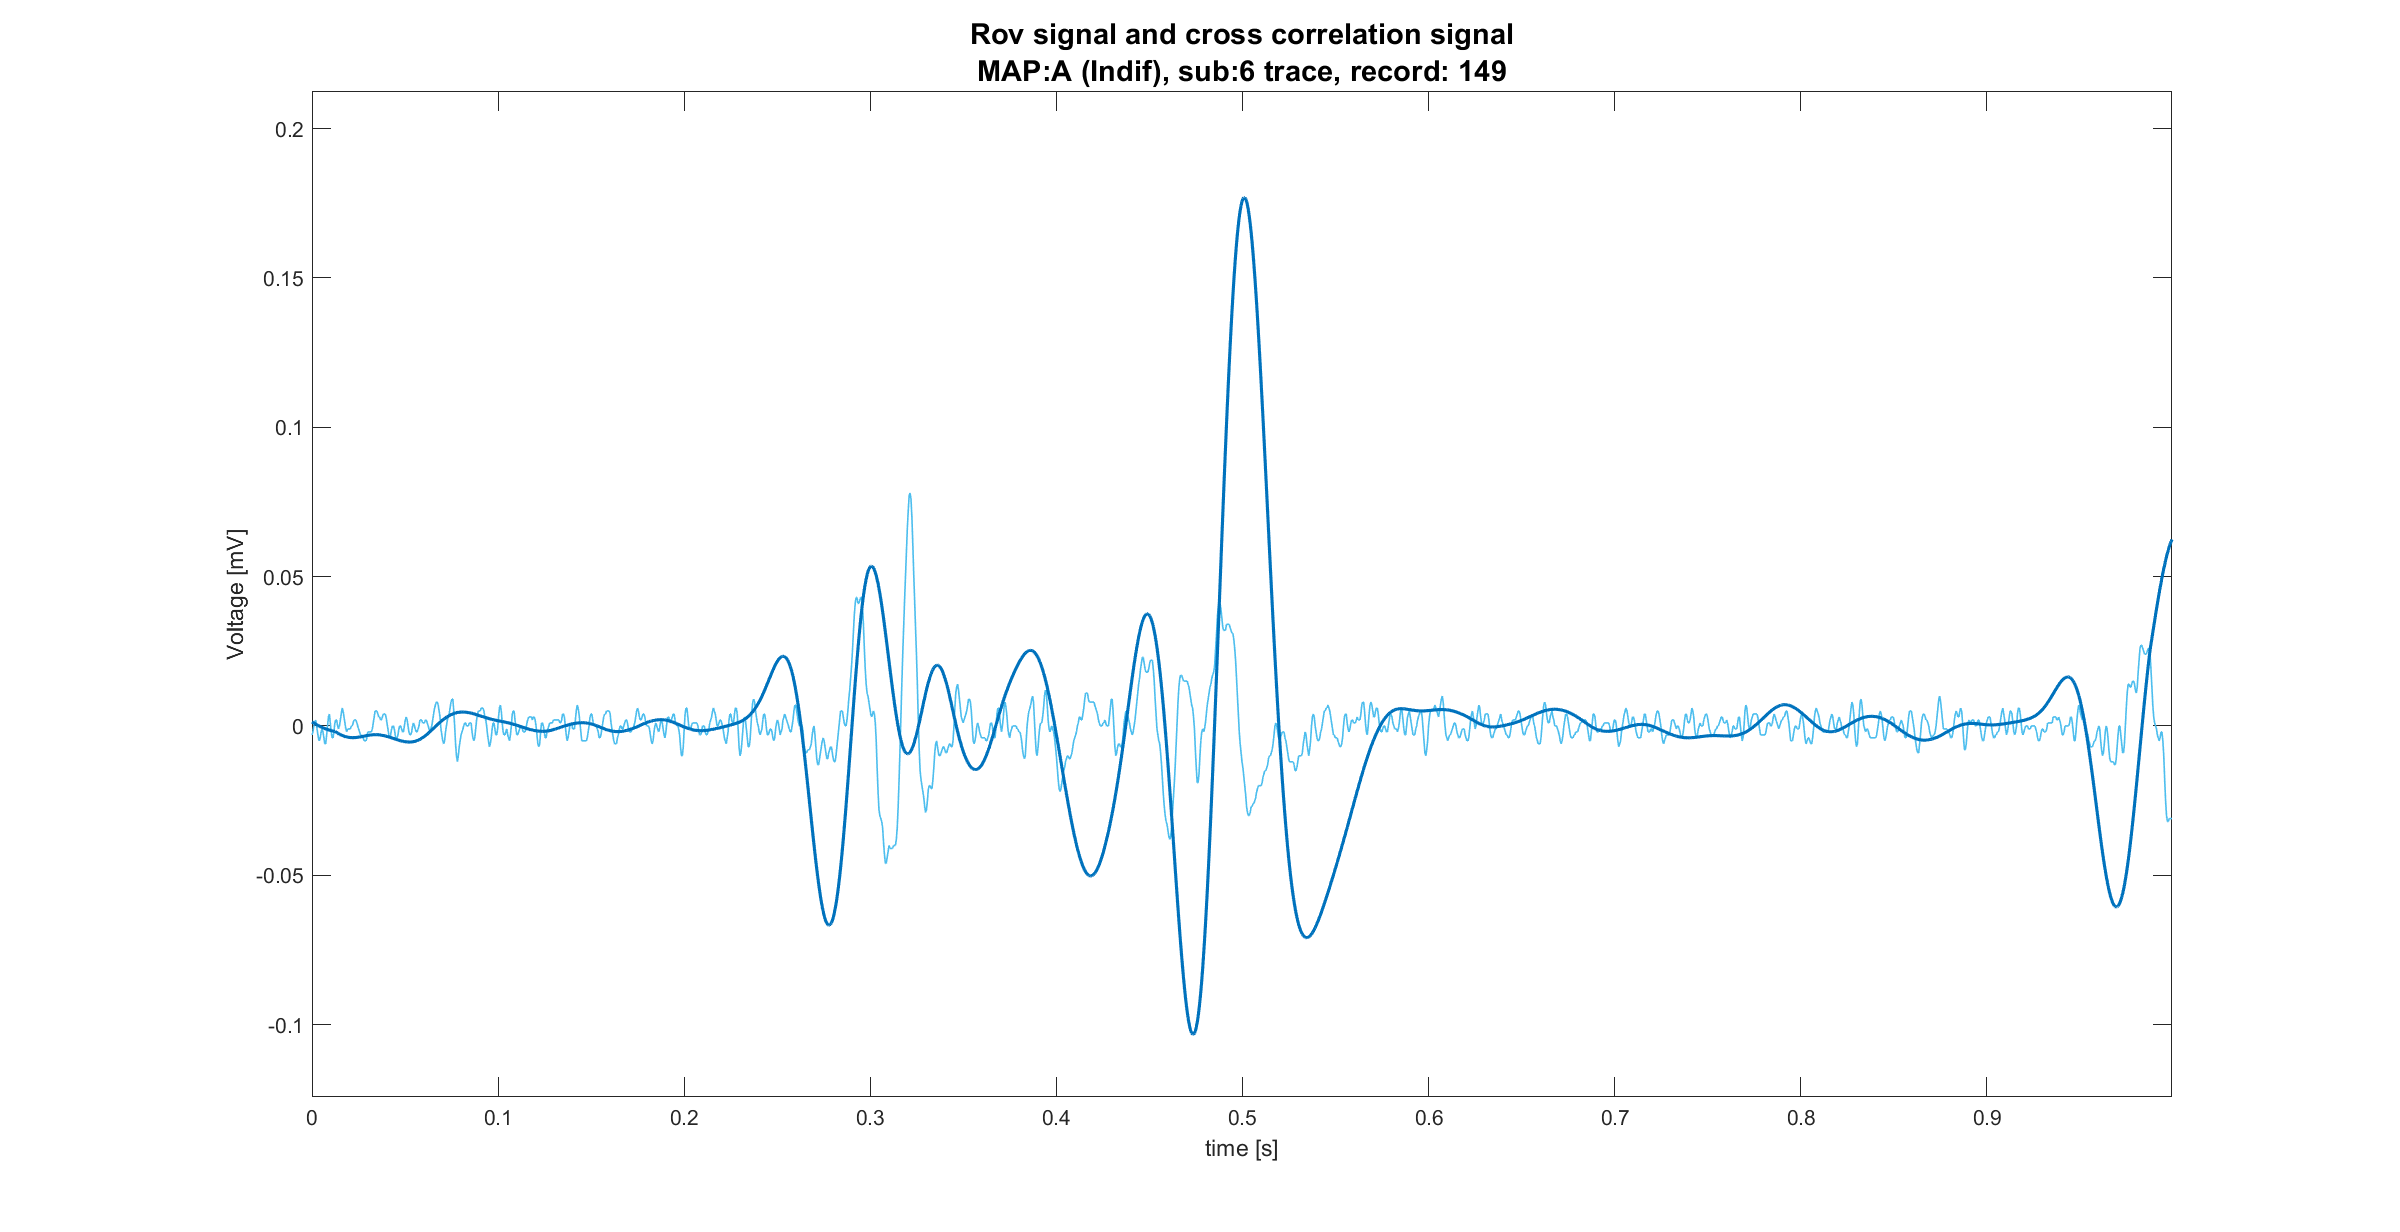 Rov signal and cross correlation signal
MAP:A (Indif), sub:6 trace, record: 149
0.2
0.15
0.1
0.05
0
-0.05
-0.1
Voltage [mV]
0 0.1 0.2 0.3 0.4 0.5 0.6 0.7 0.8 0.9
time [s]